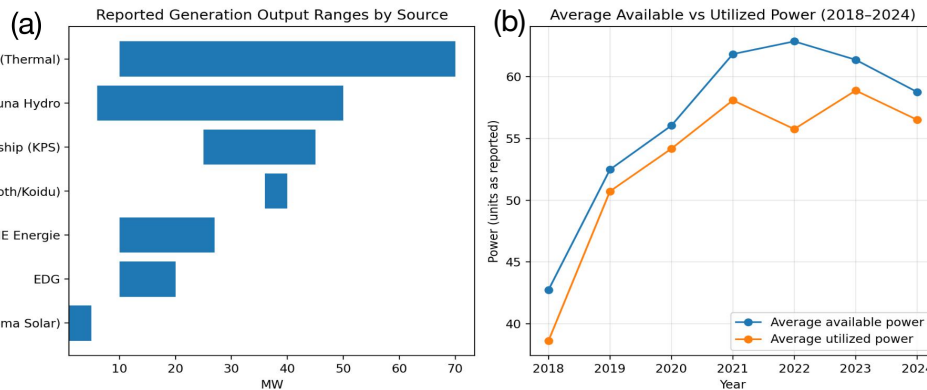 (a)
Reported Generation Output Ranges by Source
(Thermal)
una Hydro
ship (KPS)
oth/Koidu)
E Energie
EDG
ma Solar)
10 20 30 40 50 60 70
MW
(b)
Average Available vs Utilized Power (2018–2024)
Power (units as reported)
60
55
50
45
40
Average available power
Average utilized power
2018 2019 2020 2021 2022 2023 2024
Year